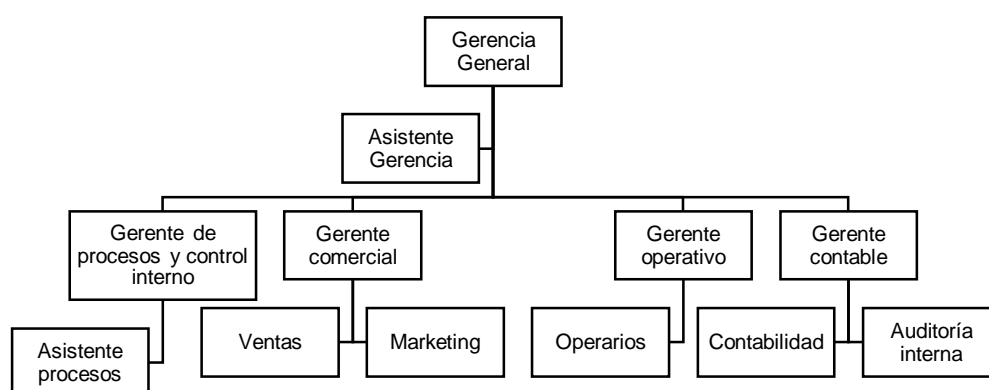 Gerencia
General
Asistente
Gerencia
Gerente de
procesos y control
interno
Gerente
comercial
Gerente
operativo
Gerente
contable
Asistente
procesos
Ventas
Marketing
Operarios
Contabilidad
Auditoría
interna